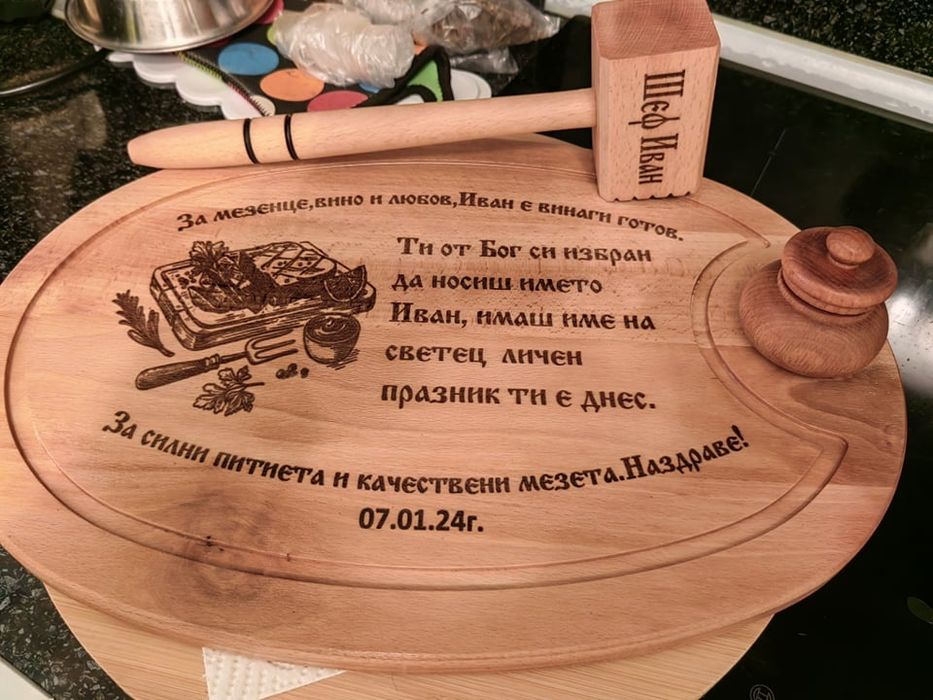 Шеф Иван
За мезенце,вино и любов,Иван е винаги готов.
Ти от Бог си избран
да носиш името
Иван, имаш име на
светец личен
празник ти е днес.
За силни питиета и качествени мезета.Наздраве!
07.01.24г.